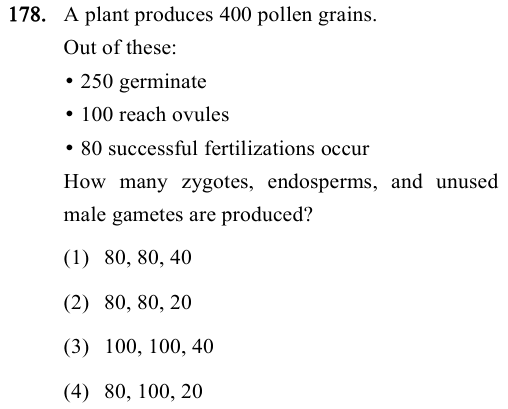 178. A plant produces 400 pollen grains.
Out of these:
• 250 germinate
• 100 reach ovules
• 80 successful fertilizations occur
How many zygotes, endosperms, and unused
male gametes are produced?
(1) 80, 80, 40
(2) 80, 80, 20
(3) 100, 100, 40
(4) 80, 100, 20